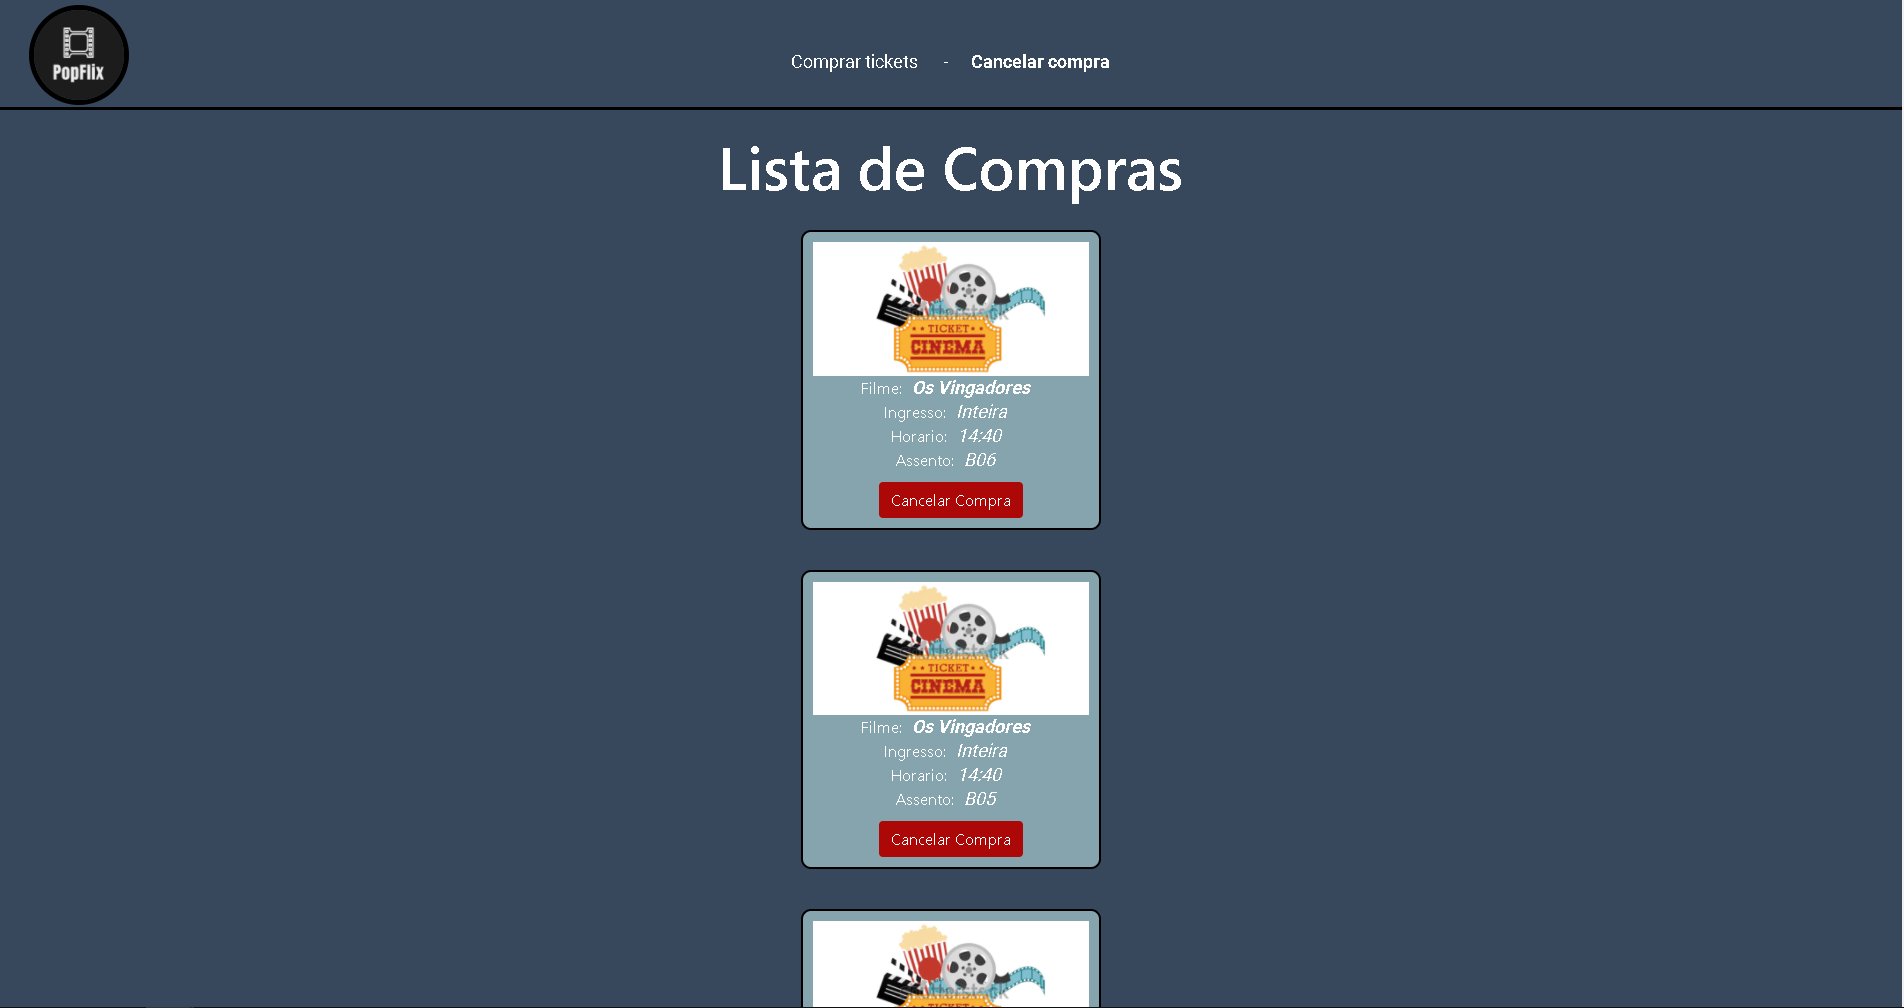 PopFlix
Comprar tickets - Cancelar compra
Lista de Compras
TICKET
CINEMA
Filme: Os Vingadores
Ingresso: Inteira
Horario: 14:40
Assento: B06
Cancelar Compra
TICKET
CINEMA
Filme: Os Vingadores
Ingresso: Inteira
Horario: 14:40
Assento: B05
Cancelar Compra